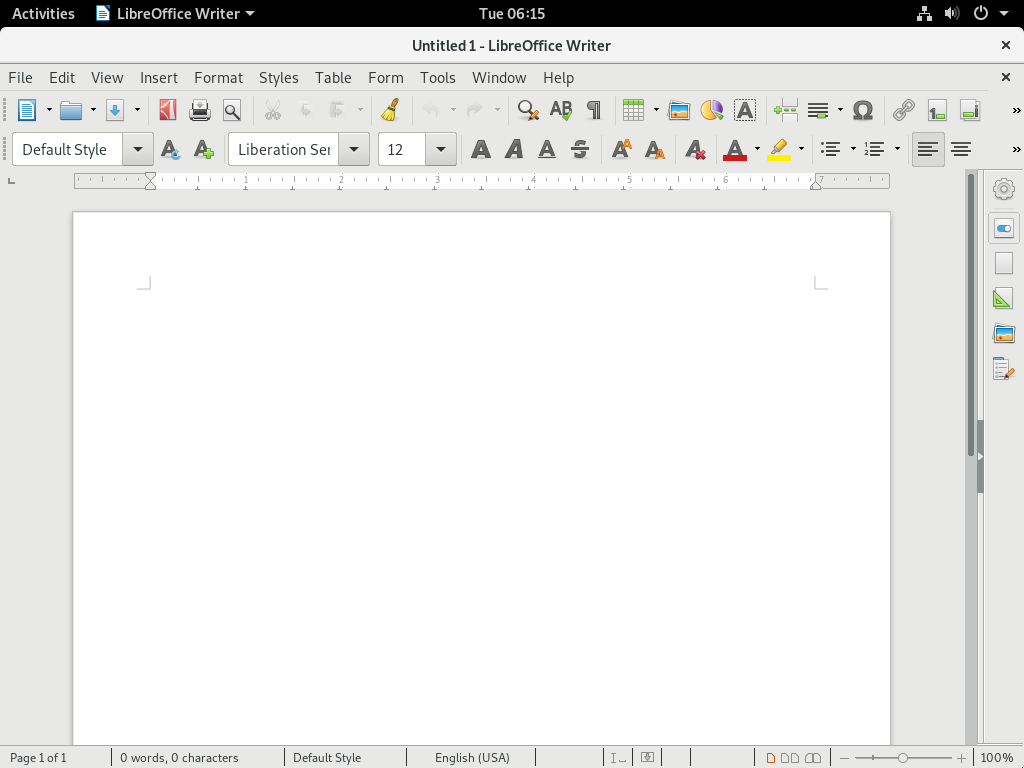 Activities LibreOffice Writer Tue 06:15
Untitled 1 - LibreOffice Writer
File Edit View Insert Format Styles Table Form Tools Window Help
Default Style Liberation Ser 12
1 2 3 4 5 6 7
Page 1 of 1 0 words, 0 characters Default Style English (USA) 100%